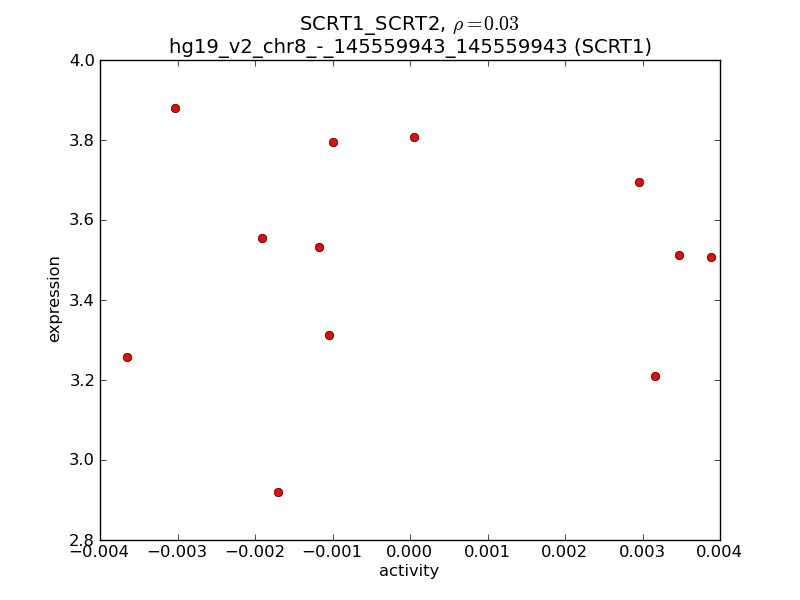 SCRT1_SCRT2, ρ = 0.03
hg19_v2_chr8_-_145559943_145559943 (SCRT1)
4.0
3.8
3.6
3.4
3.2
3.0
2.8
expression
−0.004 −0.003 −0.002 −0.001 0.000 0.001 0.002 0.003 0.004
activity